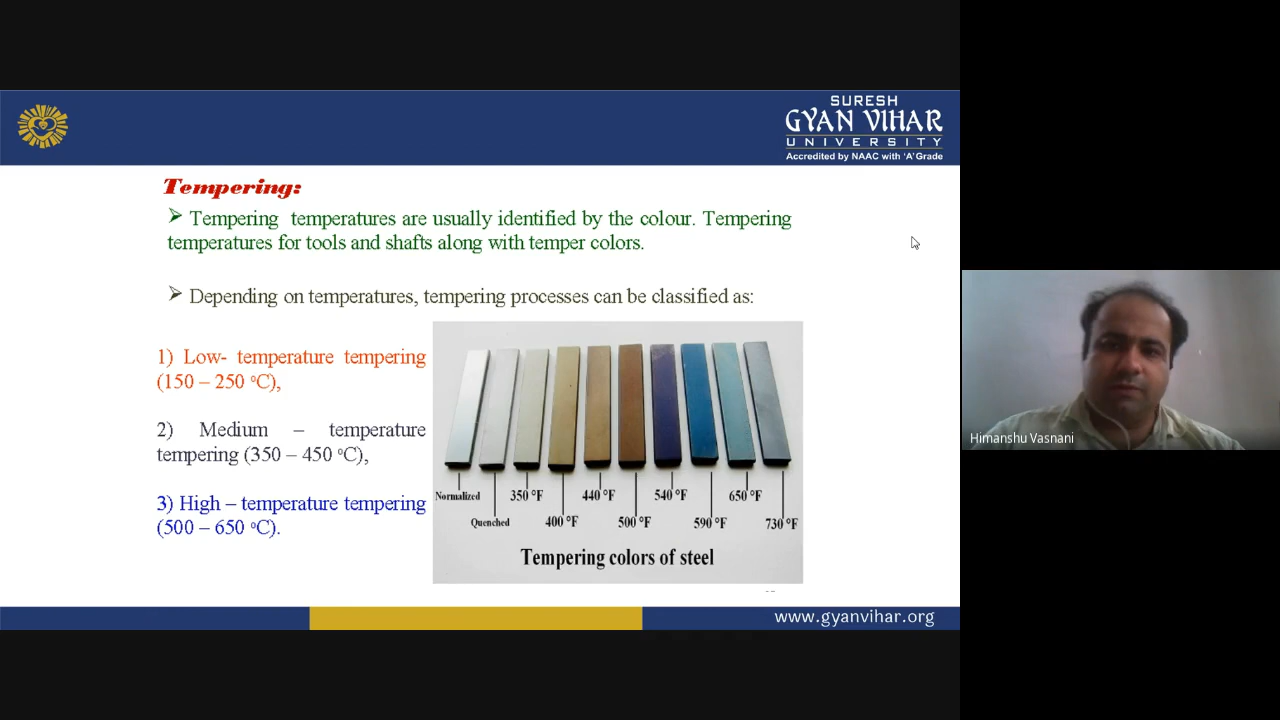 SURESH
GYAN VIHAR
UNIVERSITY
Accredited by NAAC with 'A' Grade
Tempering:
➢ Tempering temperatures are usually identified by the colour. Tempering
temperatures for tools and shafts along with temper colors.
➢ Depending on temperatures, tempering processes can be classified as:
1) Low- temperature tempering
(150 – 250 °C),
2) Medium – temperature
tempering (350 – 450 °C),
3) High – temperature tempering
(500 – 650 °C).
Normalized
Quenched
350 °F
400 °F
440 °F
500 °F
540 °F
590 °F
650 °F
730 °F
Tempering colors of steel
www.gyanvihar.org
Himanshu Vasnani